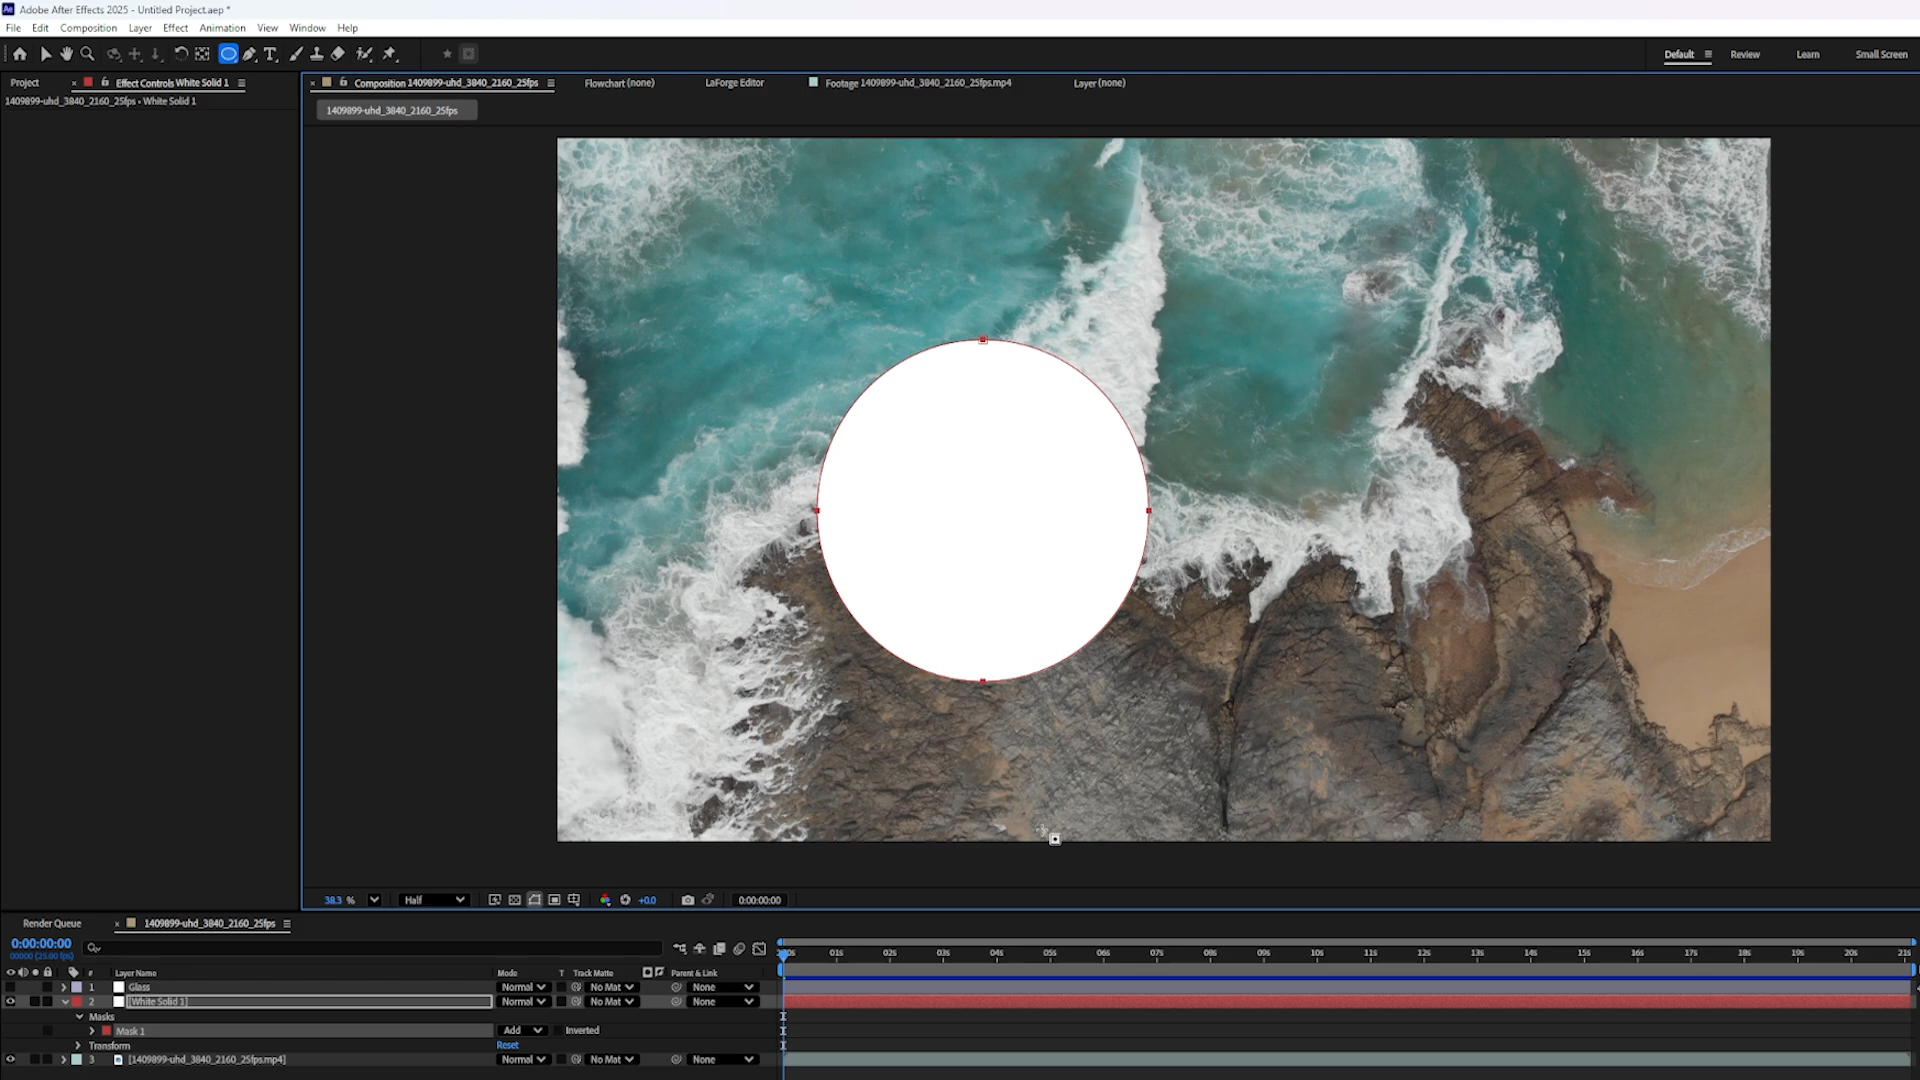 Adobe After Effects 2025 - Untitled Project.aep *
File Edit Composition Layer Effect Animation View Window Help
Default Review Learn Small Screen
Project × Effect Controls White Solid 1
× Composition 1409899-uhd_3840_2160_25fps Flowchart (none) LaForge Editor Footage 1409899-uhd_3840_2160_25fps.mp4 Layer (none)
1409899-uhd_3840_2160_25fps • White Solid 1
1409899-uhd_3840_2160_25fps
38.3 % Half +0.0 0:00:00:00
Render Queue × 1409899-uhd_3840_2160_25fps
0:00:00:00
00000 (25.00 fps)
01s 02s 03s 04s 05s 06s 07s 08s 09s 10s 11s 12s 13s 14s 15s 16s 17s 18s 19s 20s 21s
# Layer Name Mode T Track Matte Parent & Link
1 Glass Normal No Mat None
2 [White Solid 1] Normal No Mat None
Masks
Mask 1 Add Inverted
Transform Reset
3 [1409899-uhd_3840_2160_25fps.mp4] Normal No Mat None